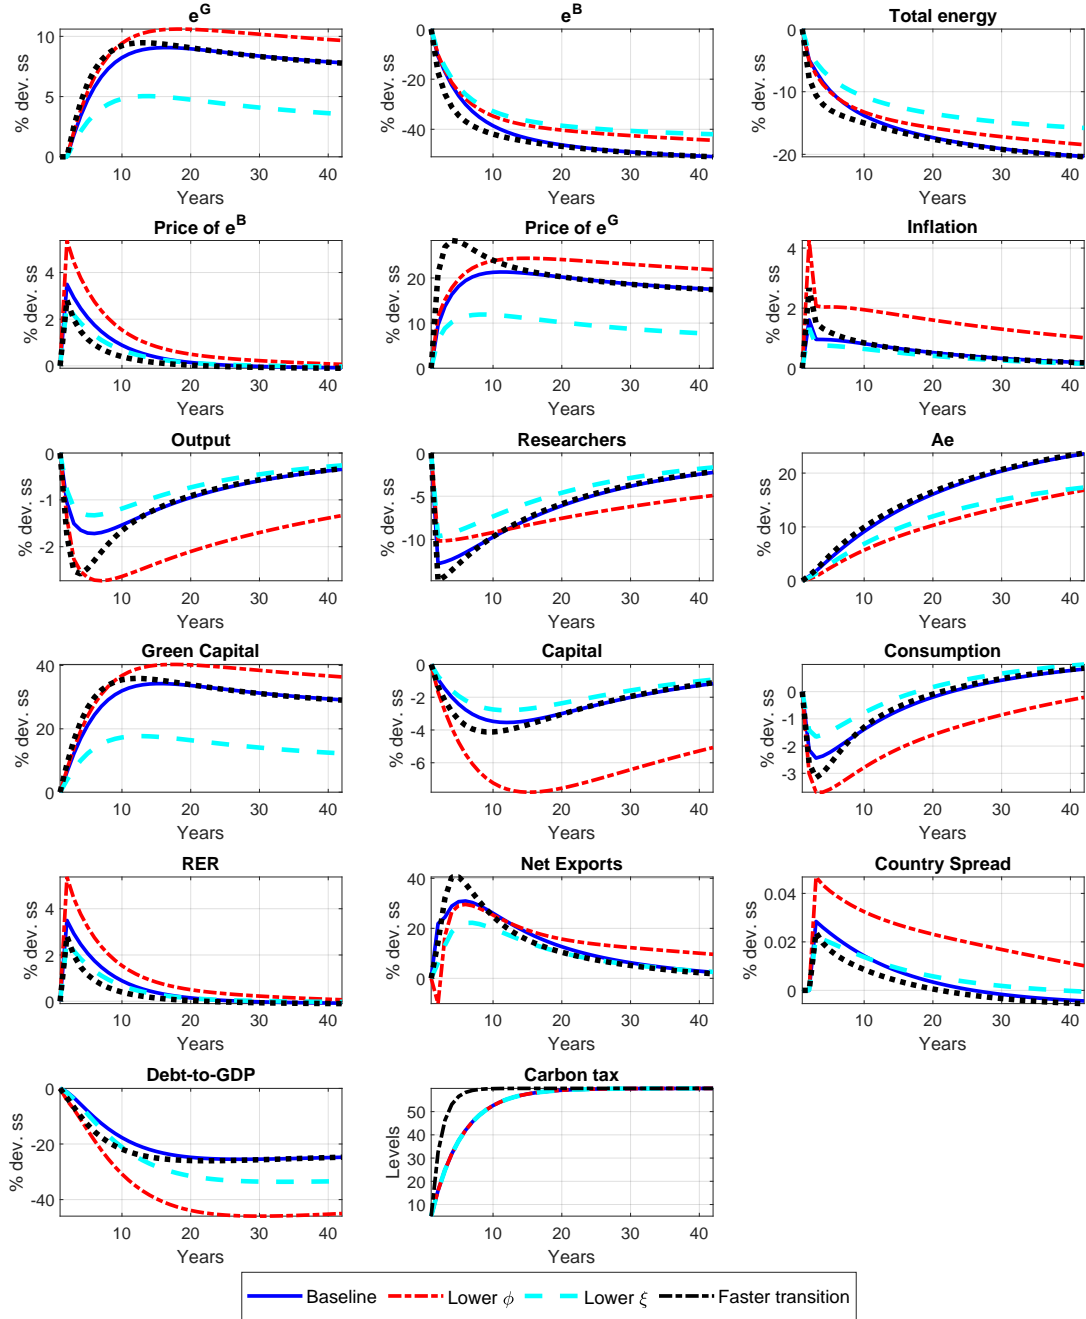 e^G
e^B
Total energy
% dev. ss
10
5
0
10 20 30 40
Years
% dev. ss
0
-20
-40
10 20 30 40
Years
% dev. ss
0
-10
-20
10 20 30 40
Years
Price of e^B
Price of e^G
Inflation
% dev. ss
4
2
0
10 20 30 40
Years
% dev. ss
20
10
0
10 20 30 40
Years
% dev. ss
4
2
0
10 20 30 40
Years
Output
Researchers
Ae
% dev. ss
0
-1
-2
10 20 30 40
Years
% dev. ss
0
-5
-10
10 20 30 40
Years
% dev. ss
20
10
0
10 20 30 40
Years
Green Capital
Capital
Consumption
% dev. ss
40
20
0
10 20 30 40
Years
% dev. ss
0
-2
-4
-6
10 20 30 40
Years
% dev. ss
0
-1
-2
-3
10 20 30 40
Years
RER
Net Exports
Country Spread
% dev. ss
4
2
0
10 20 30 40
Years
% dev. ss
40
20
0
10 20 30 40
Years
% dev. ss
0.04
0.02
0
10 20 30 40
Years
Debt-to-GDP
Carbon tax
% dev. ss
0
-20
-40
10 20 30 40
Years
Levels
50
40
30
20
10
10 20 30 40
Years
Baseline Lower ϕ Lower ξ Faster transition